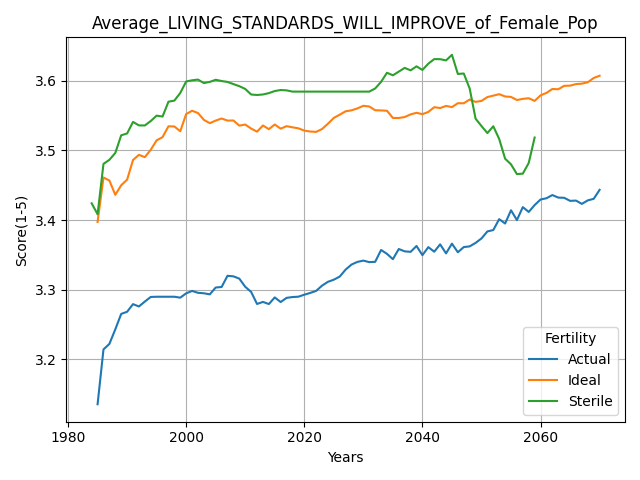 Average_LIVING_STANDARDS_WILL_IMPROVE_of_Female_Pop
Score(1-5)
3.6
3.5
3.4
3.3
3.2
Fertility
Actual
Ideal
Sterile
1980 2000 2020 2040 2060
Years